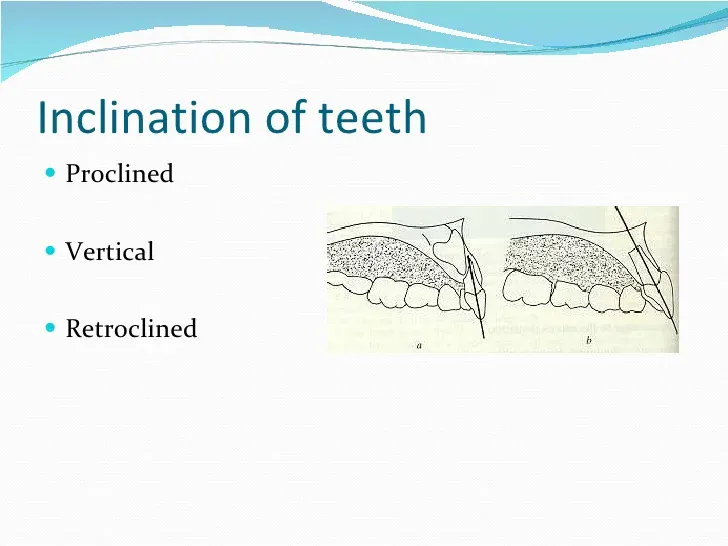 Inclination of teeth
Proclined
Vertical
Retroclined
a
b